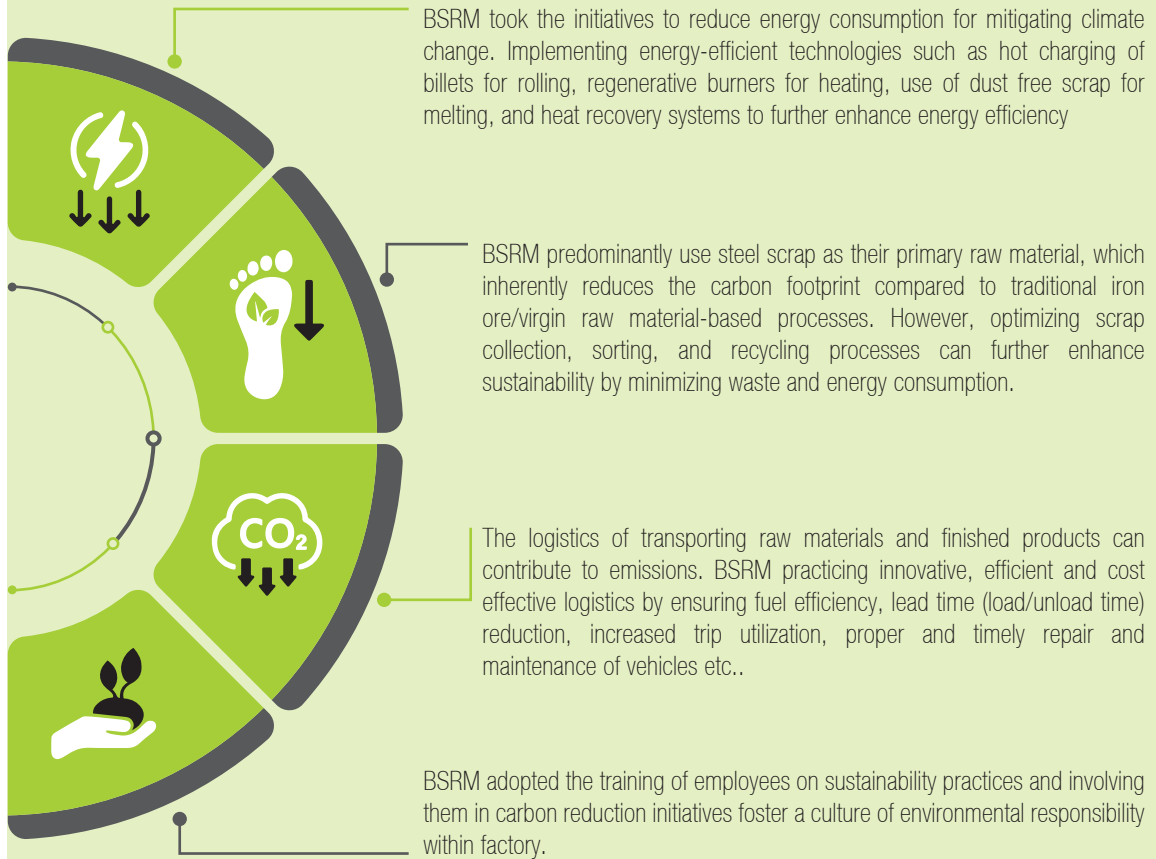 BSRM took the initiatives to reduce energy consumption for mitigating climate
change. Implementing energy-efficient technologies such as hot charging of
billets for rolling, regenerative burners for heating, use of dust free scrap for
melting, and heat recovery systems to further enhance energy efficiency
BSRM predominantly use steel scrap as their primary raw material, which
inherently reduces the carbon footprint compared to traditional iron
ore/virgin raw material-based processes. However, optimizing scrap
collection, sorting, and recycling processes can further enhance
sustainability by minimizing waste and energy consumption.
CO₂
The logistics of transporting raw materials and finished products can
contribute to emissions. BSRM practicing innovative, efficient and cost
effective logistics by ensuring fuel efficiency, lead time (load/unload time)
reduction, increased trip utilization, proper and timely repair and
maintenance of vehicles etc..
BSRM adopted the training of employees on sustainability practices and involving
them in carbon reduction initiatives foster a culture of environmental responsibility
within factory.